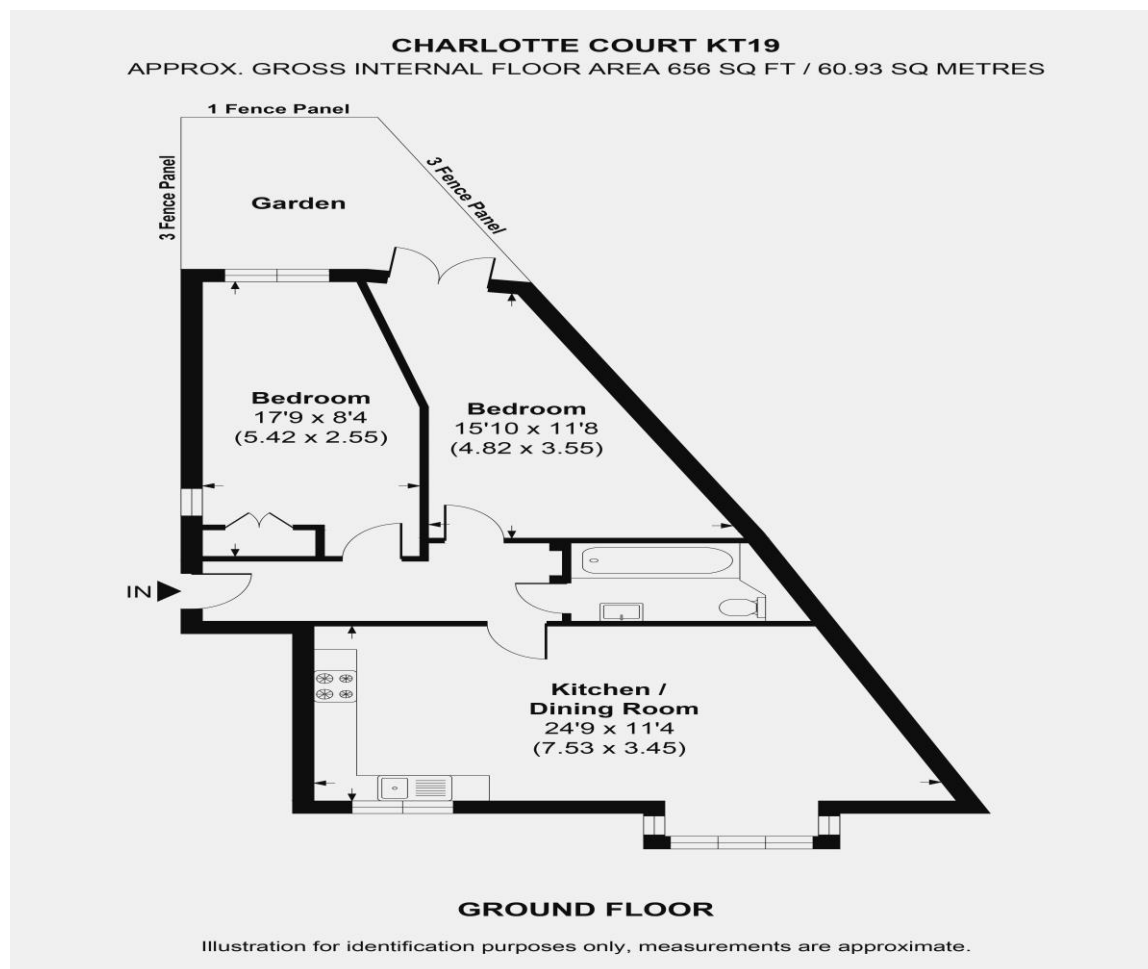 CHARLOTTE COURT KT19
APPROX. GROSS INTERNAL FLOOR AREA 656 SQ FT / 60.93 SQ METRES
1 Fence Panel
3 Fence Panel
3 Fence Panel
Garden
Bedroom
17'9 x 8'4
(5.42 x 2.55)
Bedroom
15'10 x 11'8
(4.82 x 3.55)
IN
Kitchen /
Dining Room
24'9 x 11'4
(7.53 x 3.45)
GROUND FLOOR
Illustration for identification purposes only, measurements are approximate.